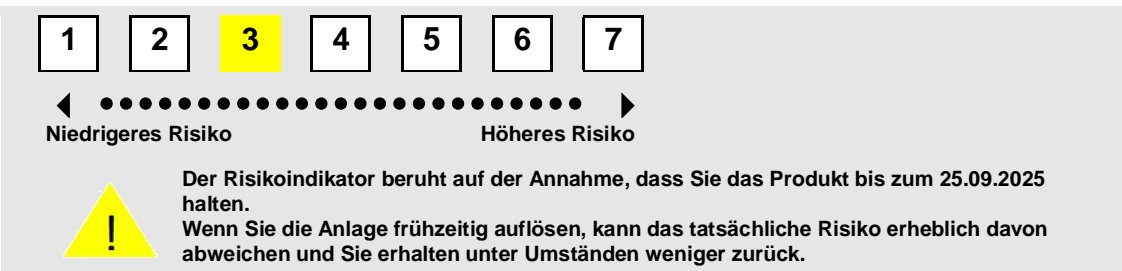 1 2 3 4 5 6 7
Niedrigeres Risiko Höheres Risiko
Der Risikoindikator beruht auf der Annahme, dass Sie das Produkt bis zum 25.09.2025
halten.
! Wenn Sie die Anlage frühzeitig auflösen, kann das tatsächliche Risiko erheblich davon
abweichen und Sie erhalten unter Umständen weniger zurück.